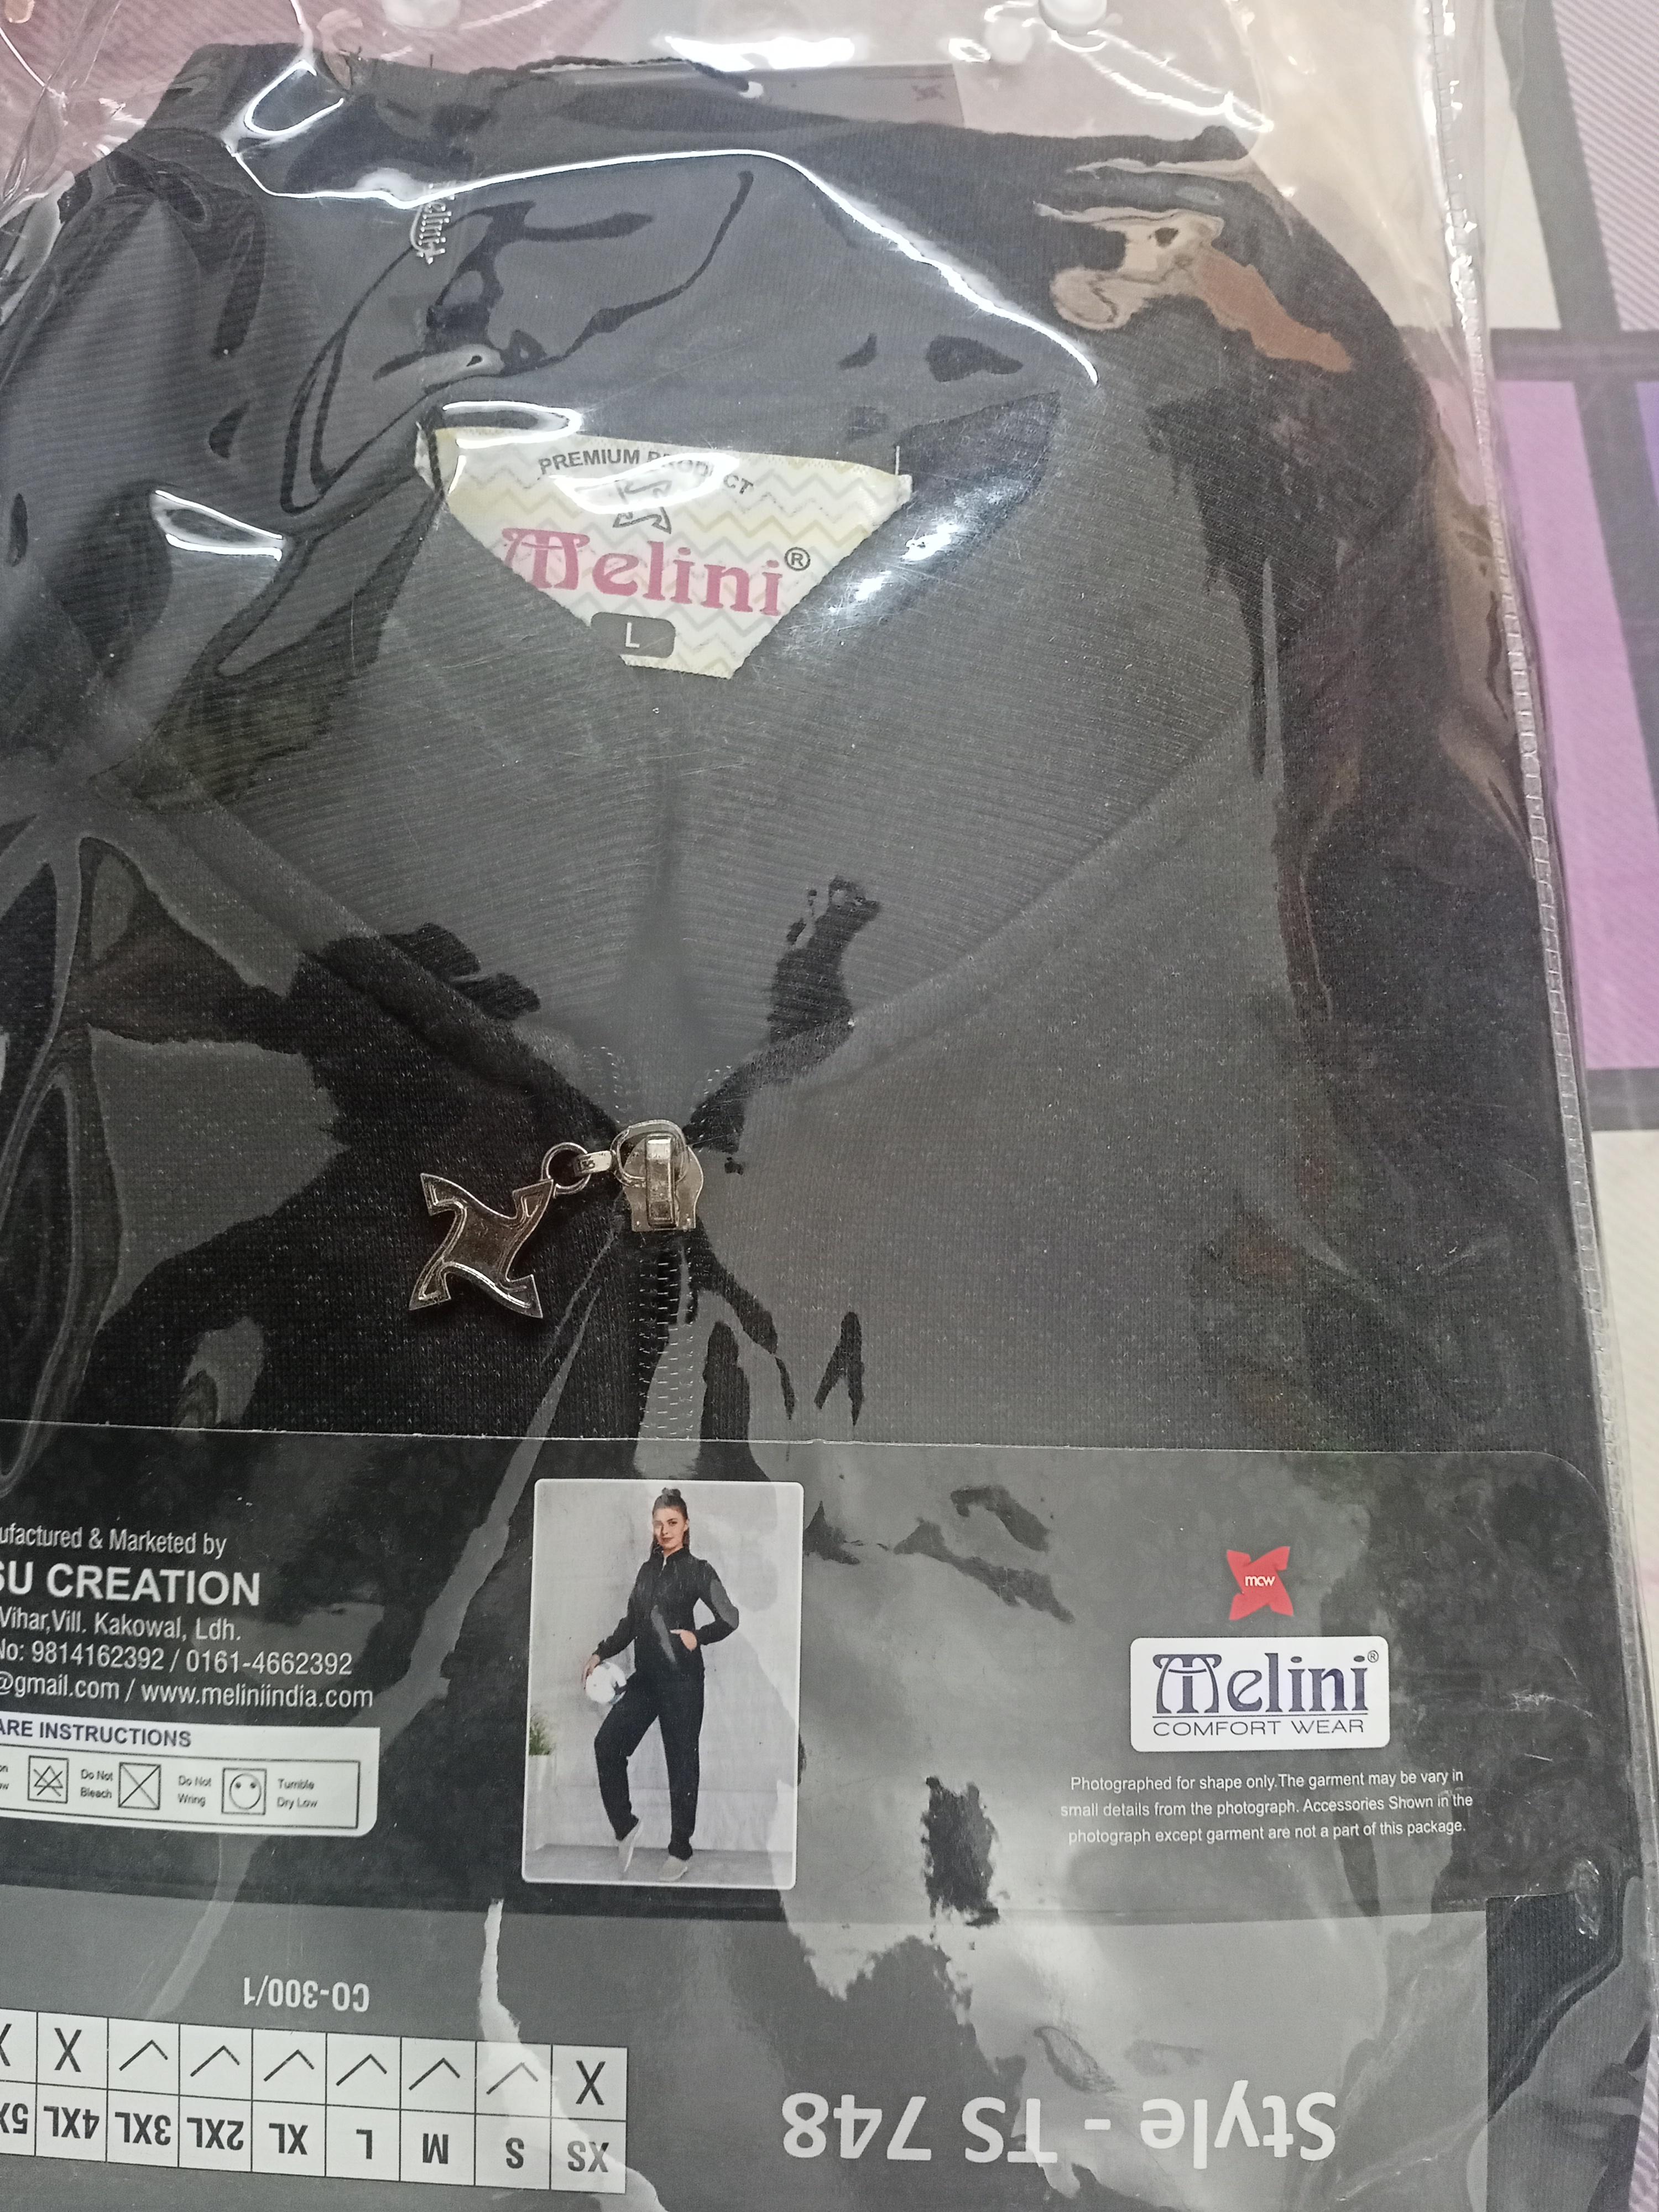 PREMIUM PRODUCT
Melini®
L
ufactured & Marketed by
SU CREATION
Vihar,Vill. Kakowal, Ldh.
No: 9814162392 / 0161-4662392
@gmail.com / www.meliniindia.com
ARE INSTRUCTIONS
Do Not Bleach
Do Not Wring
Tumble Dry Low
mcw
Melini®
COMFORT WEAR
Photographed for shape only.The garment may be vary in
small details from the photograph. Accessories Shown in the
photograph except garment are not a part of this package.
Style - TS 748
XS S M L XL 2XL 3XL 4XL 5X
X X X
CO-300/1